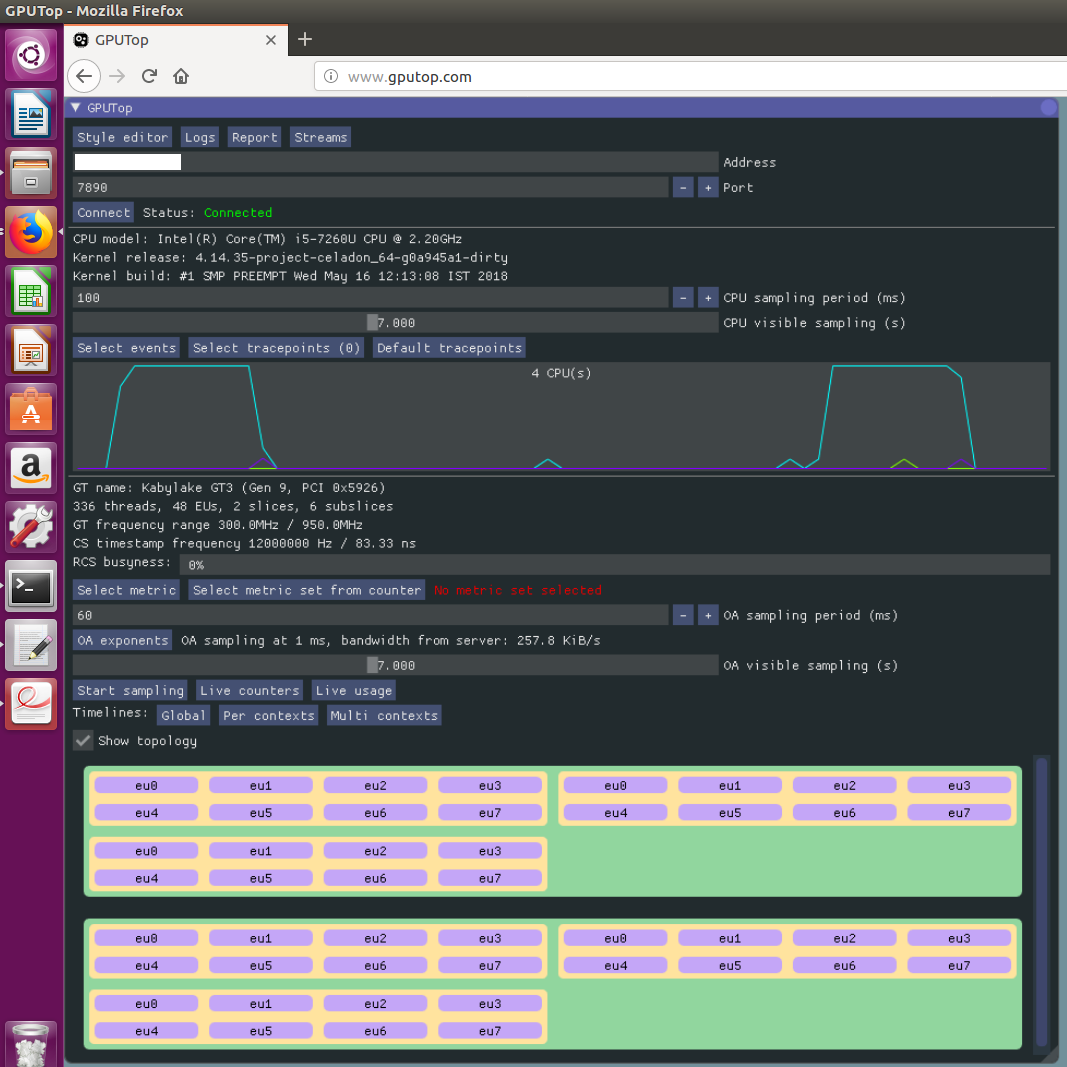 GPUTop - Mozilla Firefox
GPUTop
www.gputop.com
GPUTop
Style editor Logs Report Streams
Address
7890 - + Port
Connect Status: Connected
CPU model: Intel(R) Core(TM) i5-7260U CPU @ 2.20GHz
Kernel release: 4.14.35-project-celadon_64-g0a945a1-dirty
Kernel build: #1 SMP PREEMPT Wed May 16 12:13:08 IST 2018
100 - + CPU sampling period (ms)
7.000 CPU visible sampling (s)
Select events Select tracepoints (0) Default tracepoints
4 CPU(s)
GT name: Kabylake GT3 (Gen 9, PCI 0x5926)
336 threads, 48 EUs, 2 slices, 6 subslices
GT frequency range 300.0MHz / 950.0MHz
CS timestamp frequency 12000000 Hz / 83.33 ns
RCS busyness: 0%
Select metric Select metric set from counter No metric set selected
60 - + OA sampling period (ms)
OA exponents OA sampling at 1 ms, bandwidth from server: 257.8 KiB/s
7.000 OA visible sampling (s)
Start sampling Live counters Live usage
Timelines: Global Per contexts Multi contexts
Show topology
eu0 eu1 eu2 eu3 eu0 eu1 eu2 eu3
eu4 eu5 eu6 eu7 eu4 eu5 eu6 eu7
eu0 eu1 eu2 eu3
eu4 eu5 eu6 eu7
eu0 eu1 eu2 eu3 eu0 eu1 eu2 eu3
eu4 eu5 eu6 eu7 eu4 eu5 eu6 eu7
eu0 eu1 eu2 eu3
eu4 eu5 eu6 eu7